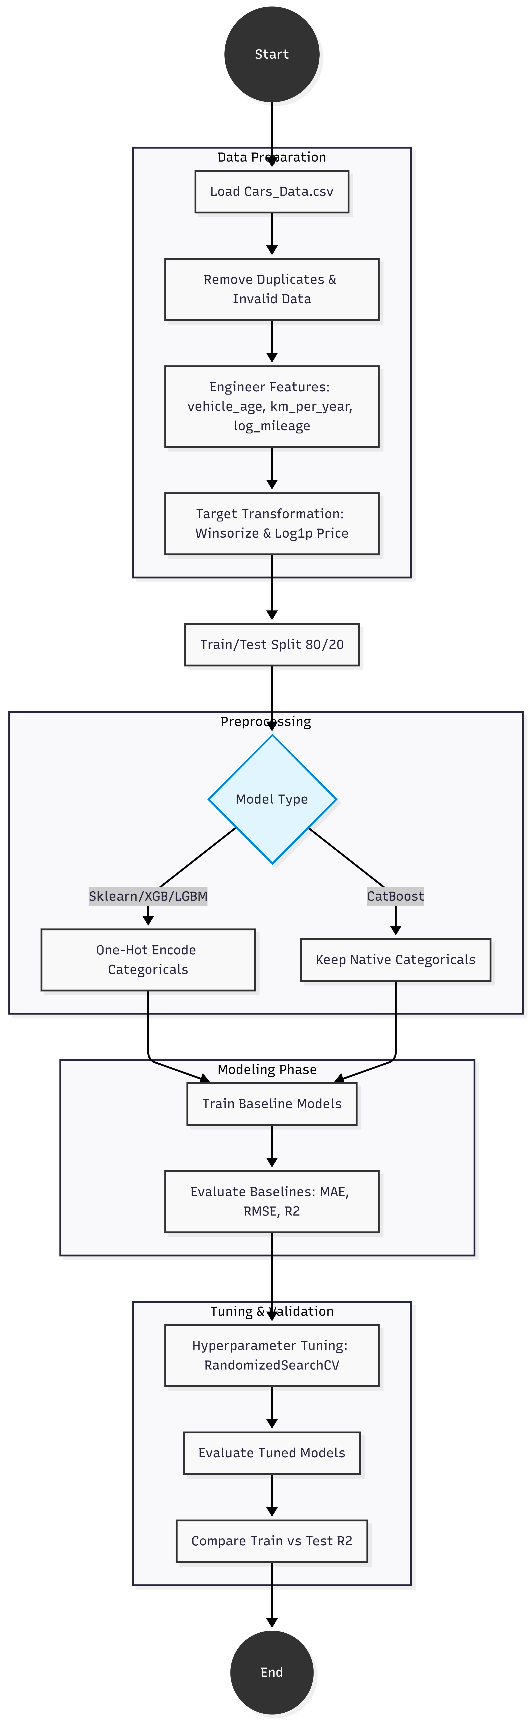 Start
Data Preparation
Load Cars_Data.csv
Remove Duplicates &
Invalid Data
Engineer Features:
vehicle_age, km_per_year,
log_mileage
Target Transformation:
Winsorize & Log1p Price
Train/Test Split 80/20
Preprocessing
Model Type
Sklearn/XGB/LGBM
CatBoost
One-Hot Encode
Categoricals
Keep Native Categoricals
Modeling Phase
Train Baseline Models
Evaluate Baselines: MAE,
RMSE, R2
Tuning & Validation
Hyperparameter Tuning:
RandomizedSearchCV
Evaluate Tuned Models
Compare Train vs Test R2
End